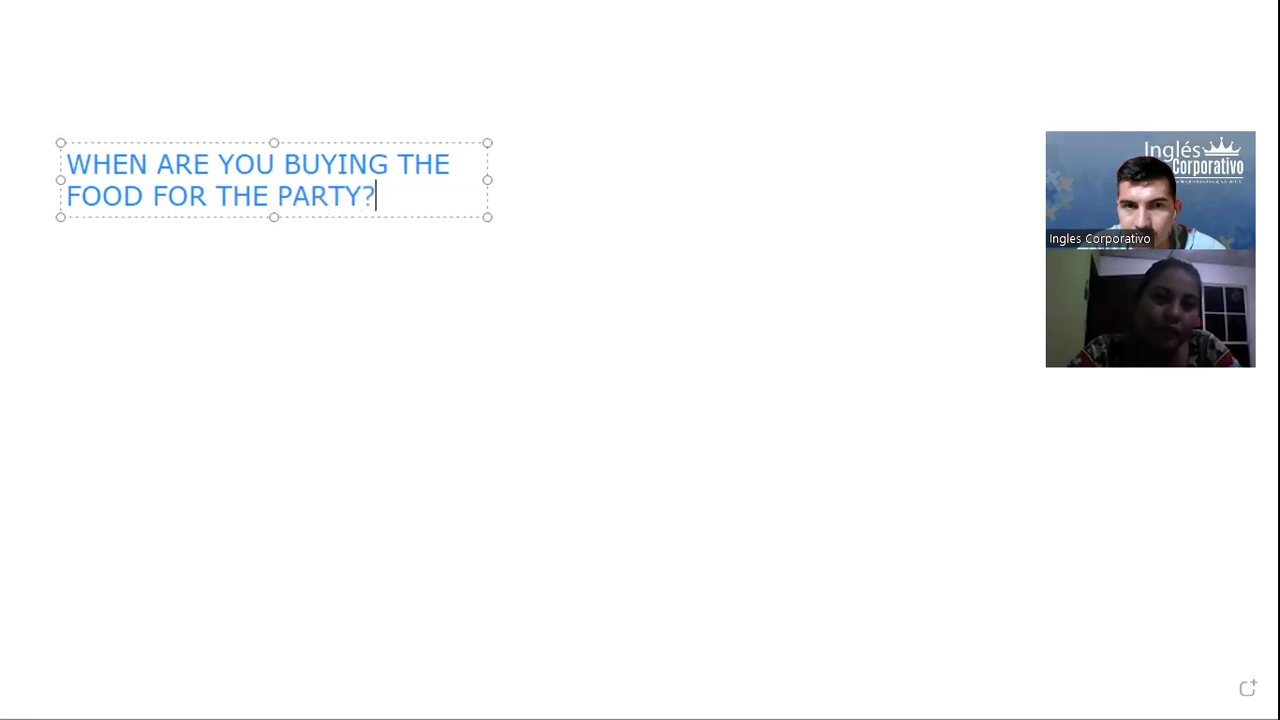 WHEN ARE YOU BUYING THE
FOOD FOR THE PARTY?
Inglés
Corporativo
Ingles Corporativo